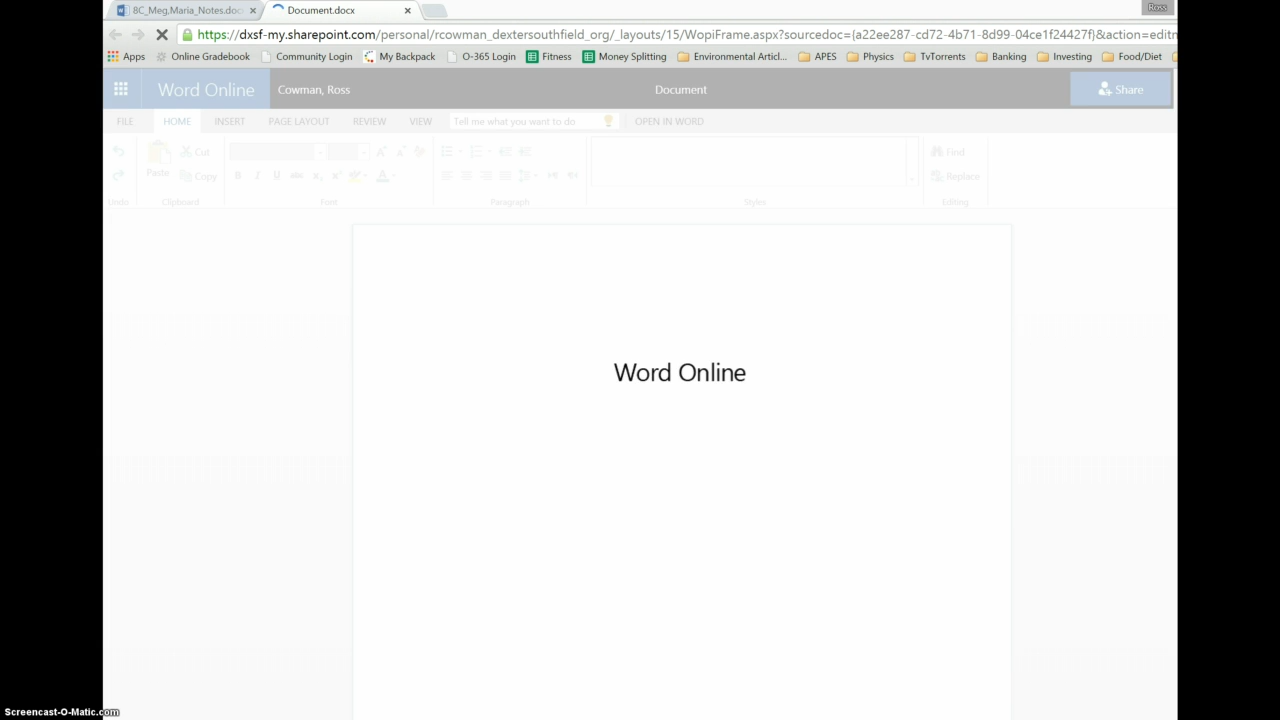 8C_Meg,Maria_Notes.doc
Document.docx
Ross
https://dxsf-my.sharepoint.com/personal/rcowman_dextersouthfield_org/_layouts/15/WopiFrame.aspx?sourcedoc={a22ee287-cd72-4b71-8d99-04ce1f24427f}&action=editn
Apps Online Gradebook Community Login My Backpack O-365 Login Fitness Money Splitting Environmental Articl... APES Physics TvTorrents Banking Investing Food/Diet
Word Online Cowman, Ross Document Share
FILE HOME INSERT PAGE LAYOUT REVIEW VIEW Tell me what you want to do OPEN IN WORD
Cut Find
Paste Copy Replace
Undo Clipboard Font Paragraph Styles Editing
Word Online
Screencast-O-Matic.com